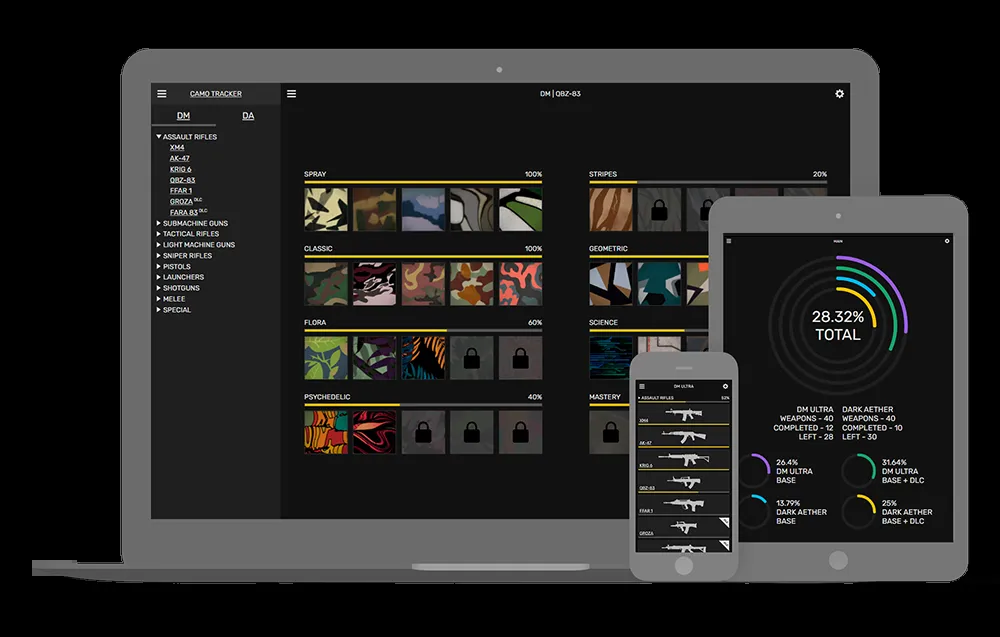 CAMO TRACKER
DM DA
ASSAULT RIFLES
XM4
AK-47
KRIG 6
QBZ-83
FFAR 1
GROZA DLC
FARA 83 DLC
SUBMACHINE GUNS
TACTICAL RIFLES
LIGHT MACHINE GUNS
SNIPER RIFLES
PISTOLS
LAUNCHERS
SHOTGUNS
MELEE
SPECIAL
DM | QBZ-83
SPRAY 100%
CLASSIC 100%
FLORA 60%
PSYCHEDELIC 40%
STRIPES 20%
GEOMETRIC
SCIENCE
MASTERY
DM ULTRA
ASSAULT RIFLES 52%
XM4
AK-47
KRIG 6
QBZ-83
FFAR 1
GROZA
MAIN
28.32%
TOTAL
DM ULTRA
WEAPONS - 40
COMPLETED - 12
LEFT - 28
DARK AETHER
WEAPONS - 40
COMPLETED - 10
LEFT - 30
26.4%
DM ULTRA
BASE
31.64%
DM ULTRA
BASE + DLC
13.79%
DARK AETHER
BASE
25%
DARK AETHER
BASE + DLC